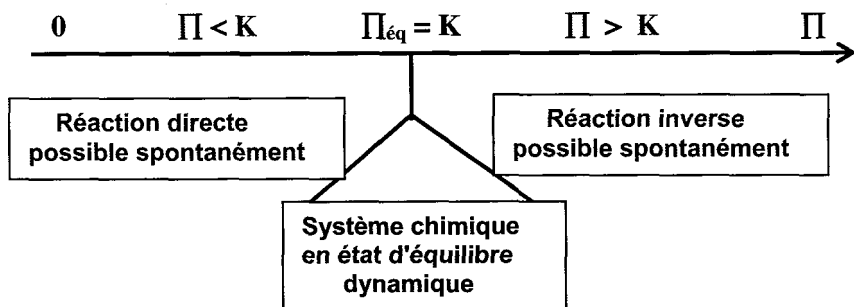 0 ∏ < K ∏éq = K ∏ > K ∏
Réaction directe
possible spontanément
Réaction inverse
possible spontanément
Système chimique
en état d'équilibre
dynamique